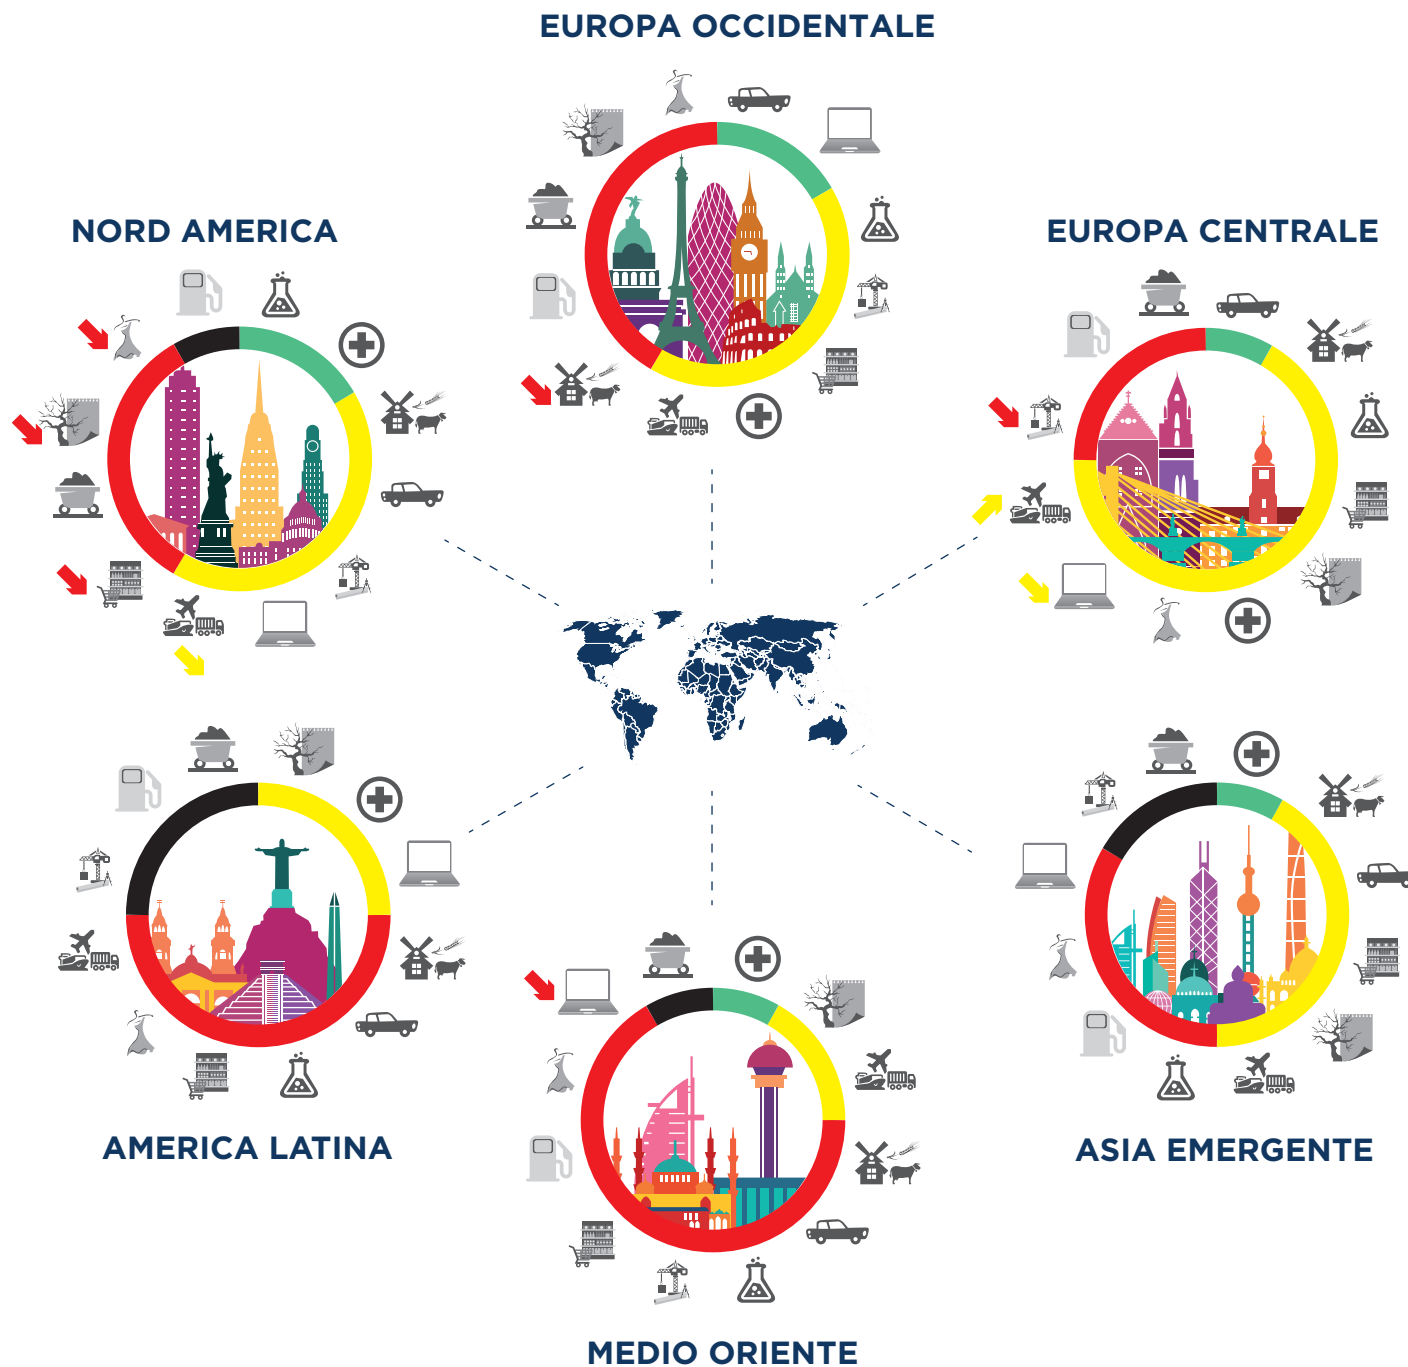 EUROPA OCCIDENTALE
NORD AMERICA
EUROPA CENTRALE
AMERICA LATINA
ASIA EMERGENTE
MEDIO ORIENTE